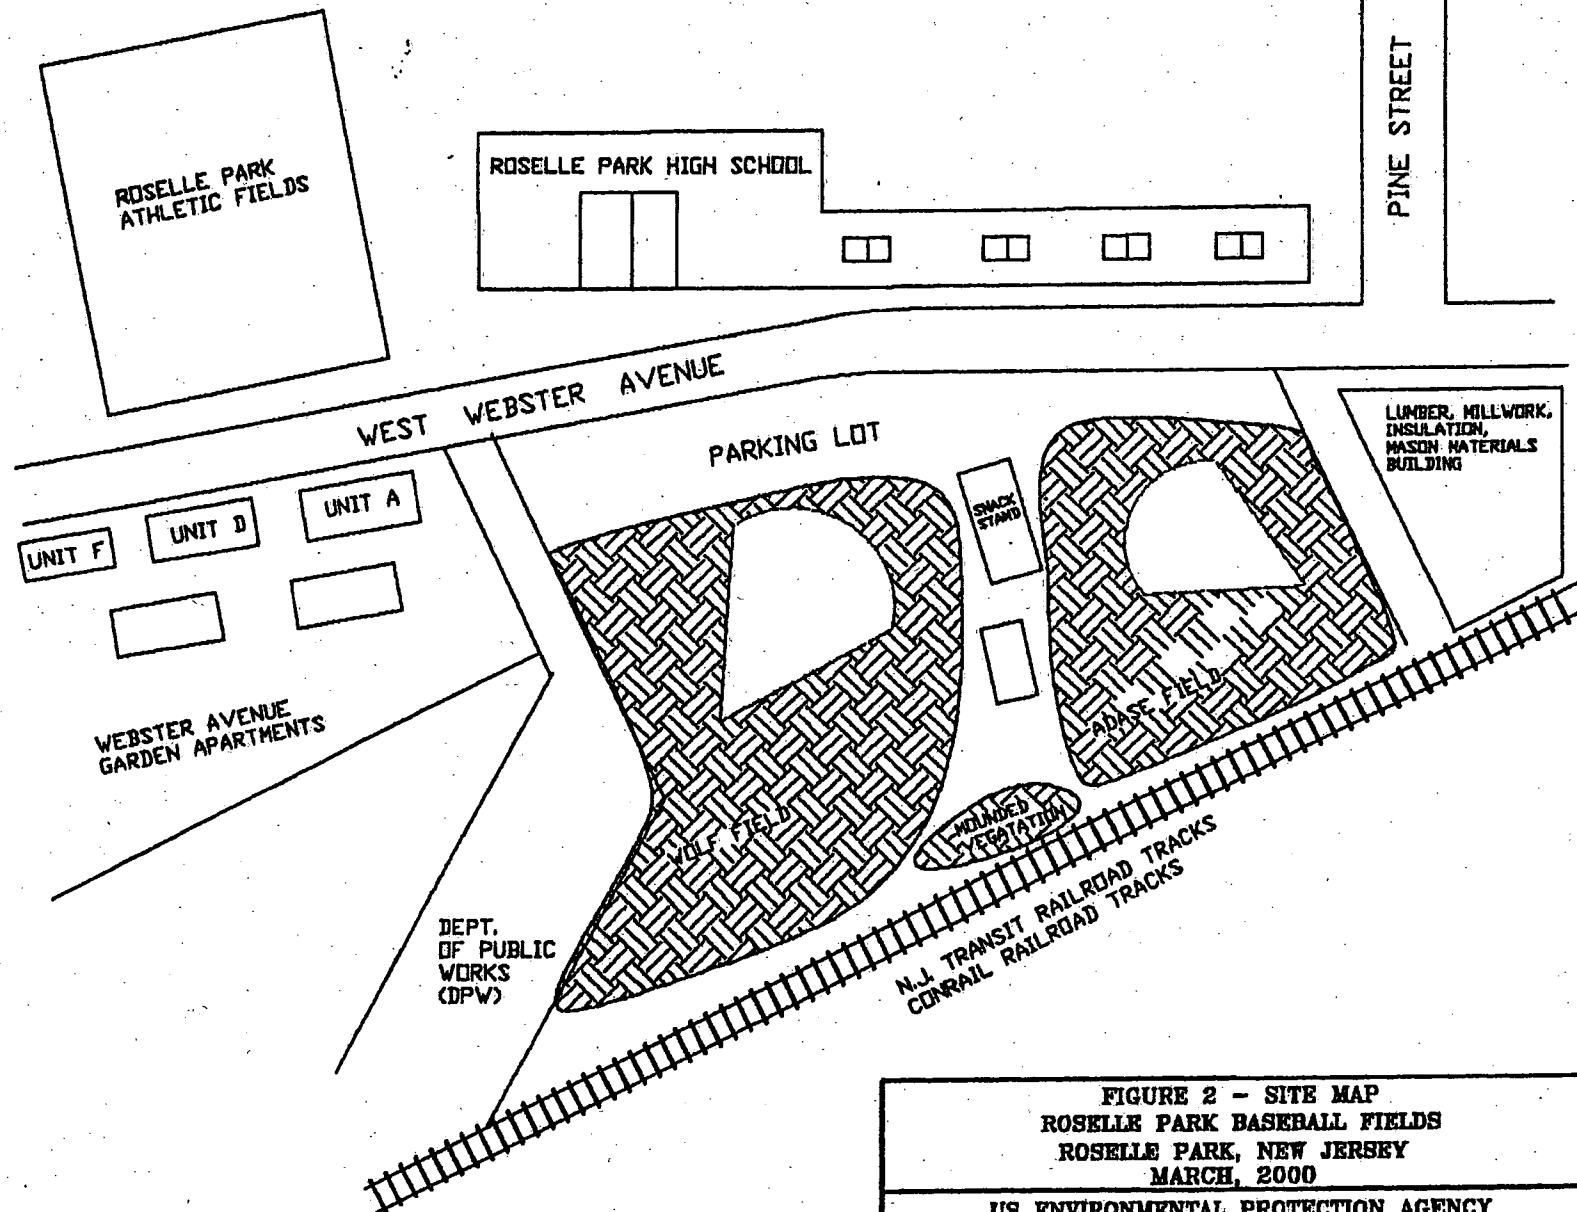 PINE STREET
ROSELLE PARK
ATHLETIC FIELDS
ROSELLE PARK HIGH SCHOOL
WEST WEBSTER AVENUE
PARKING LOT
LUMBER, MILLWORK,
INSULATION,
MASON MATERIALS
BUILDING
UNIT F
UNIT D
UNIT A
SNACK
STAND
WEBSTER AVENUE
GARDEN APARTMENTS
ADASE FIELD
WOLF FIELD
MOUNDED
VEGATATION
N.J. TRANSIT RAILROAD TRACKS
CONRAIL RAILROAD TRACKS
DEPT.
OF PUBLIC
WORKS
(DPW)
FIGURE 2 - SITE MAP
ROSELLE PARK BASEBALL FIELDS
ROSELLE PARK, NEW JERSEY
MARCH, 2000
US ENVIRONMENTAL PROTECTION AGENCY